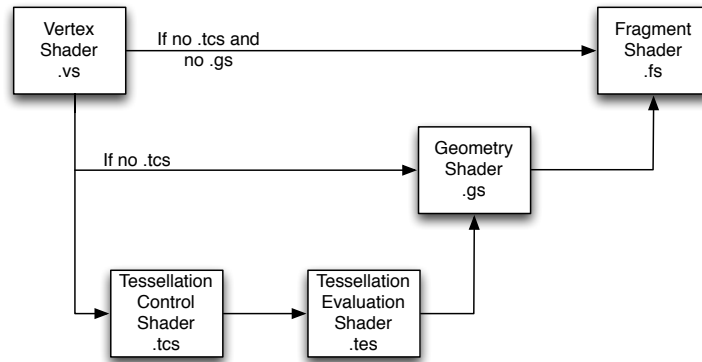 Vertex
Shader
.vs
If no .tcs and
no .gs
Fragment
Shader
.fs
If no .tcs
Geometry
Shader
.gs
Tessellation
Control
Shader
.tcs
Tessellation
Evaluation
Shader
.tes